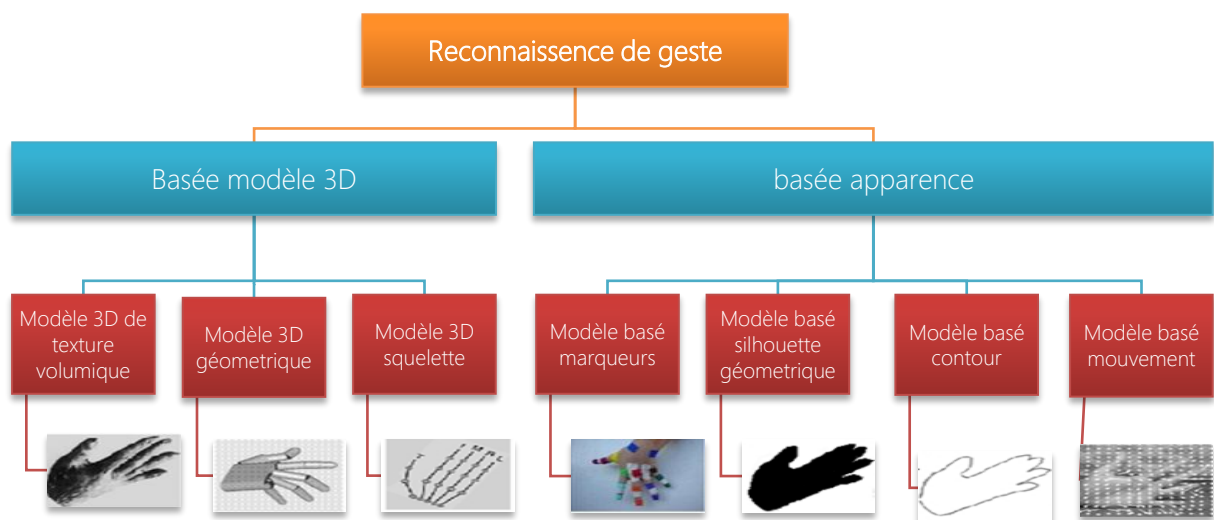 Reconnaissence de geste
Basée modèle 3D
basée apparence
Modèle 3D de
texture
volumique
Modèle 3D
géometrique
Modèle 3D
squelette
Modèle basé
marqueurs
Modèle basé
silhouette
géometrique
Modèle basé
contour
Modèle basé
mouvement